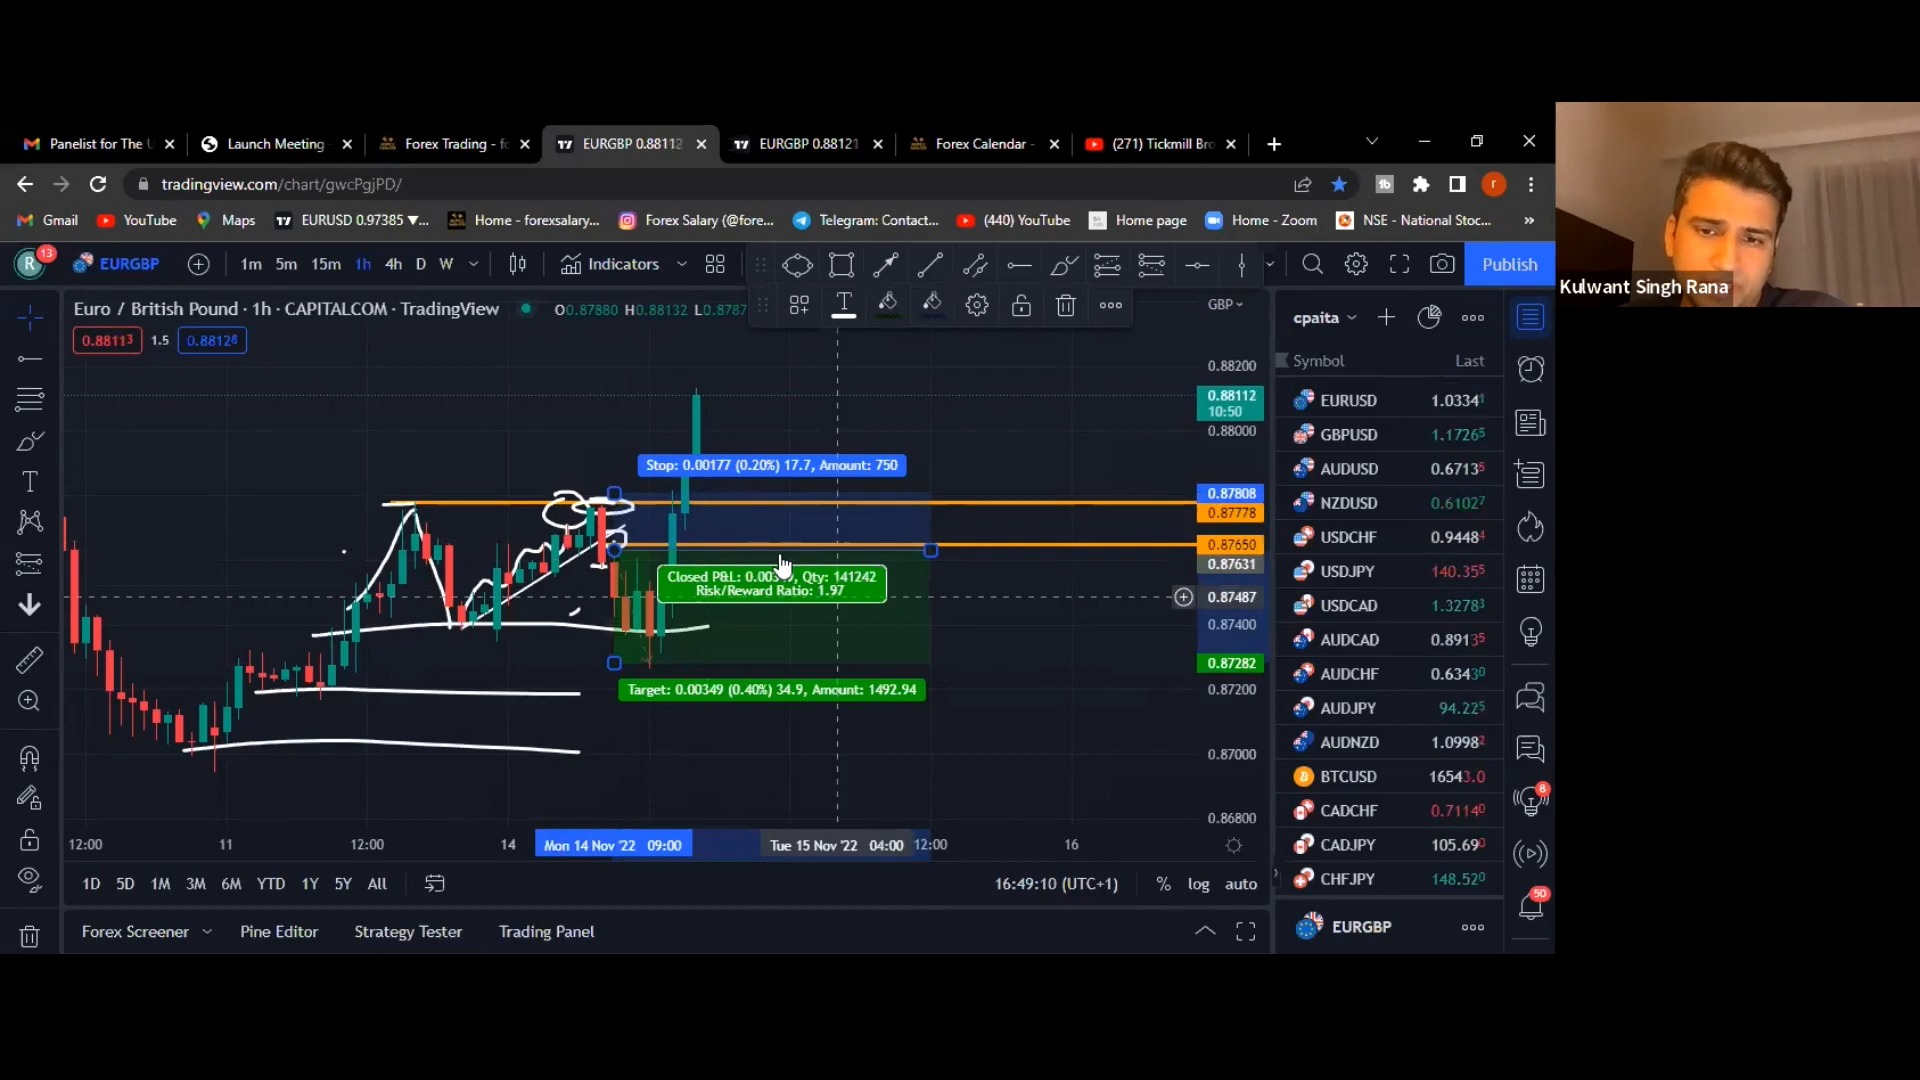 Panelist for The U
Launch Meeting
Forex Trading - fo
EURGBP 0.88112
EURGBP 0.88121
Forex Calendar -
(271) Tickmill Bro
tradingview.com/chart/gwcPgjPD/
Gmail
YouTube
Maps
EURUSD 0.97385 ▼...
Home - forexsalary...
Forex Salary (@fore...
Telegram: Contact...
(440) YouTube
Home page
Home - Zoom
NSE - National Stoc...
»
R 13
EURGBP
1m 5m 15m 1h 4h D W
Indicators
Publish
Kulwant Singh Rana
Euro / British Pound · 1h · CAPITALCOM · TradingView
O0.87880 H0.88132 L0.8787
GBP
0.88113 1.5 0.88128
cpaita
Symbol Last
0.88200
0.88112
10:50
0.88000
Stop: 0.00177 (0.20%) 17.7, Amount: 750
0.87808
0.87778
0.87650
0.87631
Closed P&L: 0.003 , Qty: 141242
Risk/Reward Ratio: 1.97
0.87487
0.87400
0.87282
Target: 0.00349 (0.40%) 34.9, Amount: 1492.94
0.87200
0.87000
0.86800
EURUSD 1.03341
GBPUSD 1.17265
AUDUSD 0.67135
NZDUSD 0.61027
USDCHF 0.94484
USDJPY 140.355
USDCAD 1.32783
AUDCAD 0.89135
AUDCHF 0.63430
AUDJPY 94.225
AUDNZD 1.09982
BTCUSD 16543.0
CADCHF 0.71140
CADJPY 105.690
CHFJPY 148.520
8
50
12:00 11 12:00 14 Mon 14 Nov '22 09:00 Tue 15 Nov '22 04:00 12:00 16
1D 5D 1M 3M 6M YTD 1Y 5Y All
16:49:10 (UTC+1) % log auto
Forex Screener Pine Editor Strategy Tester Trading Panel
EURGBP